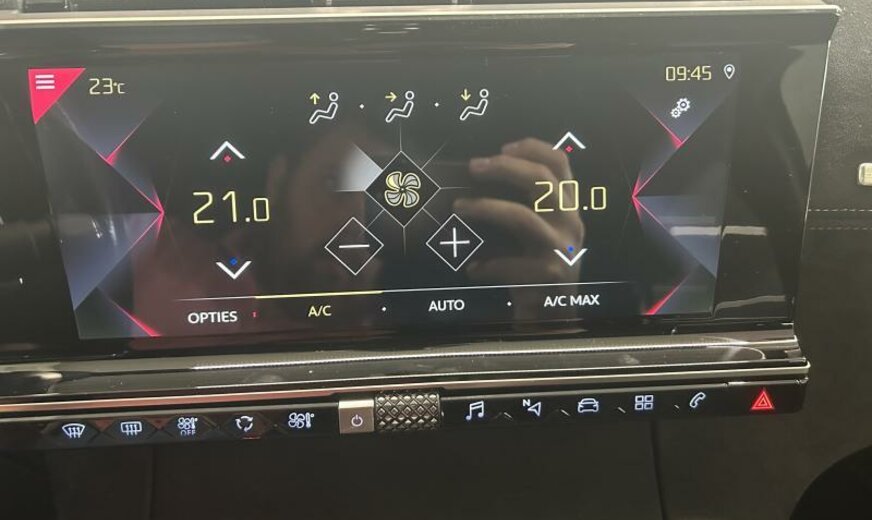 23°C
09:45
21.0
20.0
OPTIES
A/C
AUTO
A/C MAX
OFF
N